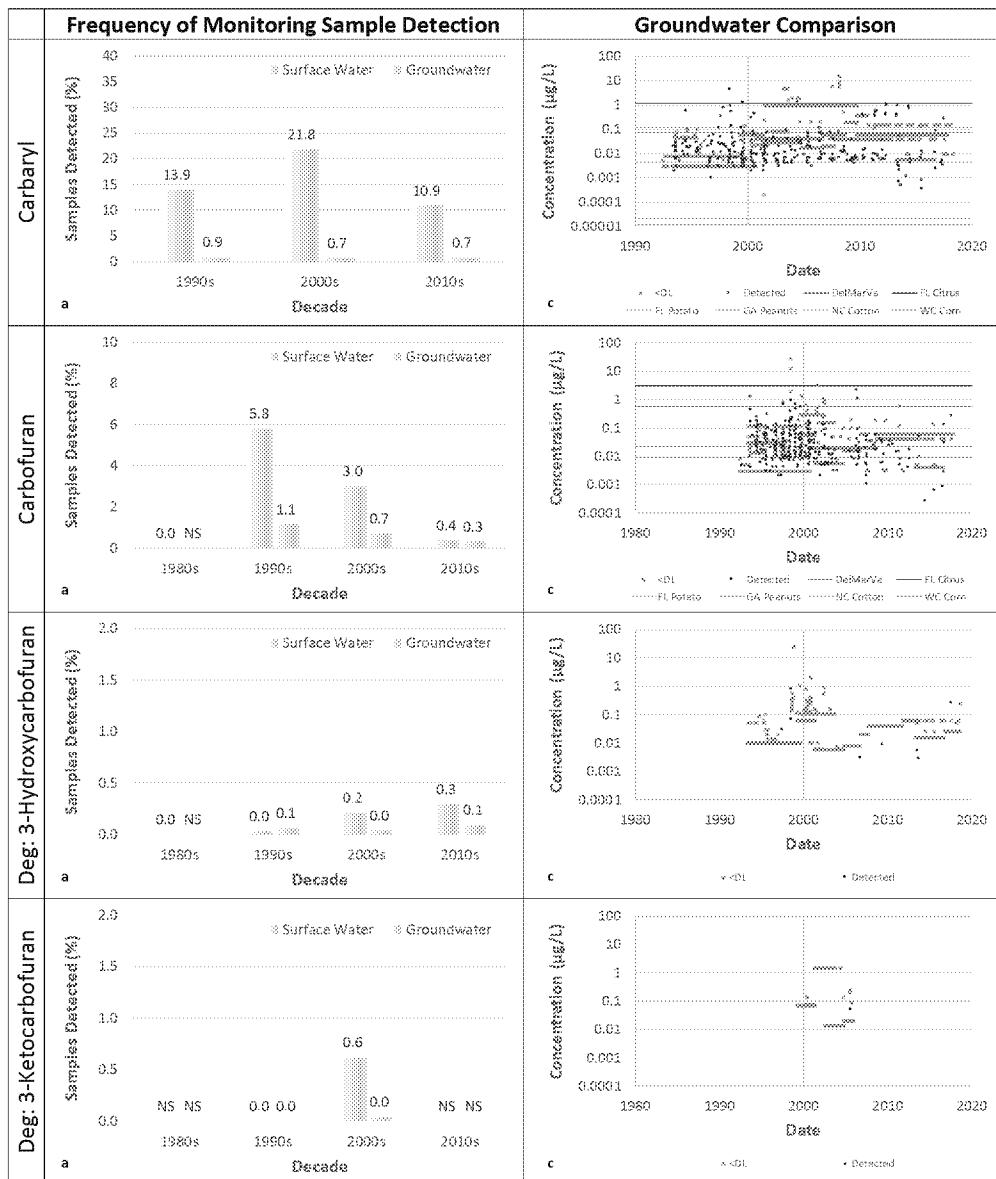 Frequency of Monitoring Sample Detection
Groundwater Comparison
Carbaryl
Samples Detected (%)
40
35
30
25
20
15
10
5
0
Surface Water Groundwater
13.9 0.9
21.8 0.7
10.9 0.7
1990s 2000s 2010s
Decade
a
Concentration (µg/L)
100
10
1
0.1
0.01
0.001
0.0001
0.00001
1990 2000 2010 2020
Date
<DL Detected DelMarVa FL Citrus
FL Potato GA Peanuts NC Cotton WC Corn
c
Carbofuran
Samples Detected (%)
10
8
6
4
2
0
Surface Water Groundwater
0.0 NS
5.8 1.1
3.0 0.7
0.4 0.3
1980s 1990s 2000s 2010s
Decade
a
Concentration (µg/L)
100
10
1
0.1
0.01
0.001
0.0001
1980 1990 2000 2010 2020
Date
<DL Detected DelMarVa FL Citrus
FL Potato GA Peanuts NC Cotton WC Corn
c
Deg: 3-Hydroxycarbofuran
Samples Detected (%)
2.0
1.5
1.0
0.5
0.0
Surface Water Groundwater
0.0 NS
0.0 0.1
0.2 0.0
0.3 0.1
1980s 1990s 2000s 2010s
Decade
a
Concentration (µg/L)
100
10
1
0.1
0.01
0.001
0.0001
1980 1990 2000 2010 2020
Date
<DL Detected
c
Deg: 3-Ketocarbofuran
Samples Detected (%)
2.0
1.5
1.0
0.5
0.0
Surface Water Groundwater
NS NS
0.0 0.0
0.6 0.0
NS NS
1980s 1990s 2000s 2010s
Decade
a
Concentration (µg/L)
100
10
1
0.1
0.01
0.001
0.0001
1980 1990 2000 2010 2020
Date
<DL Detected
c